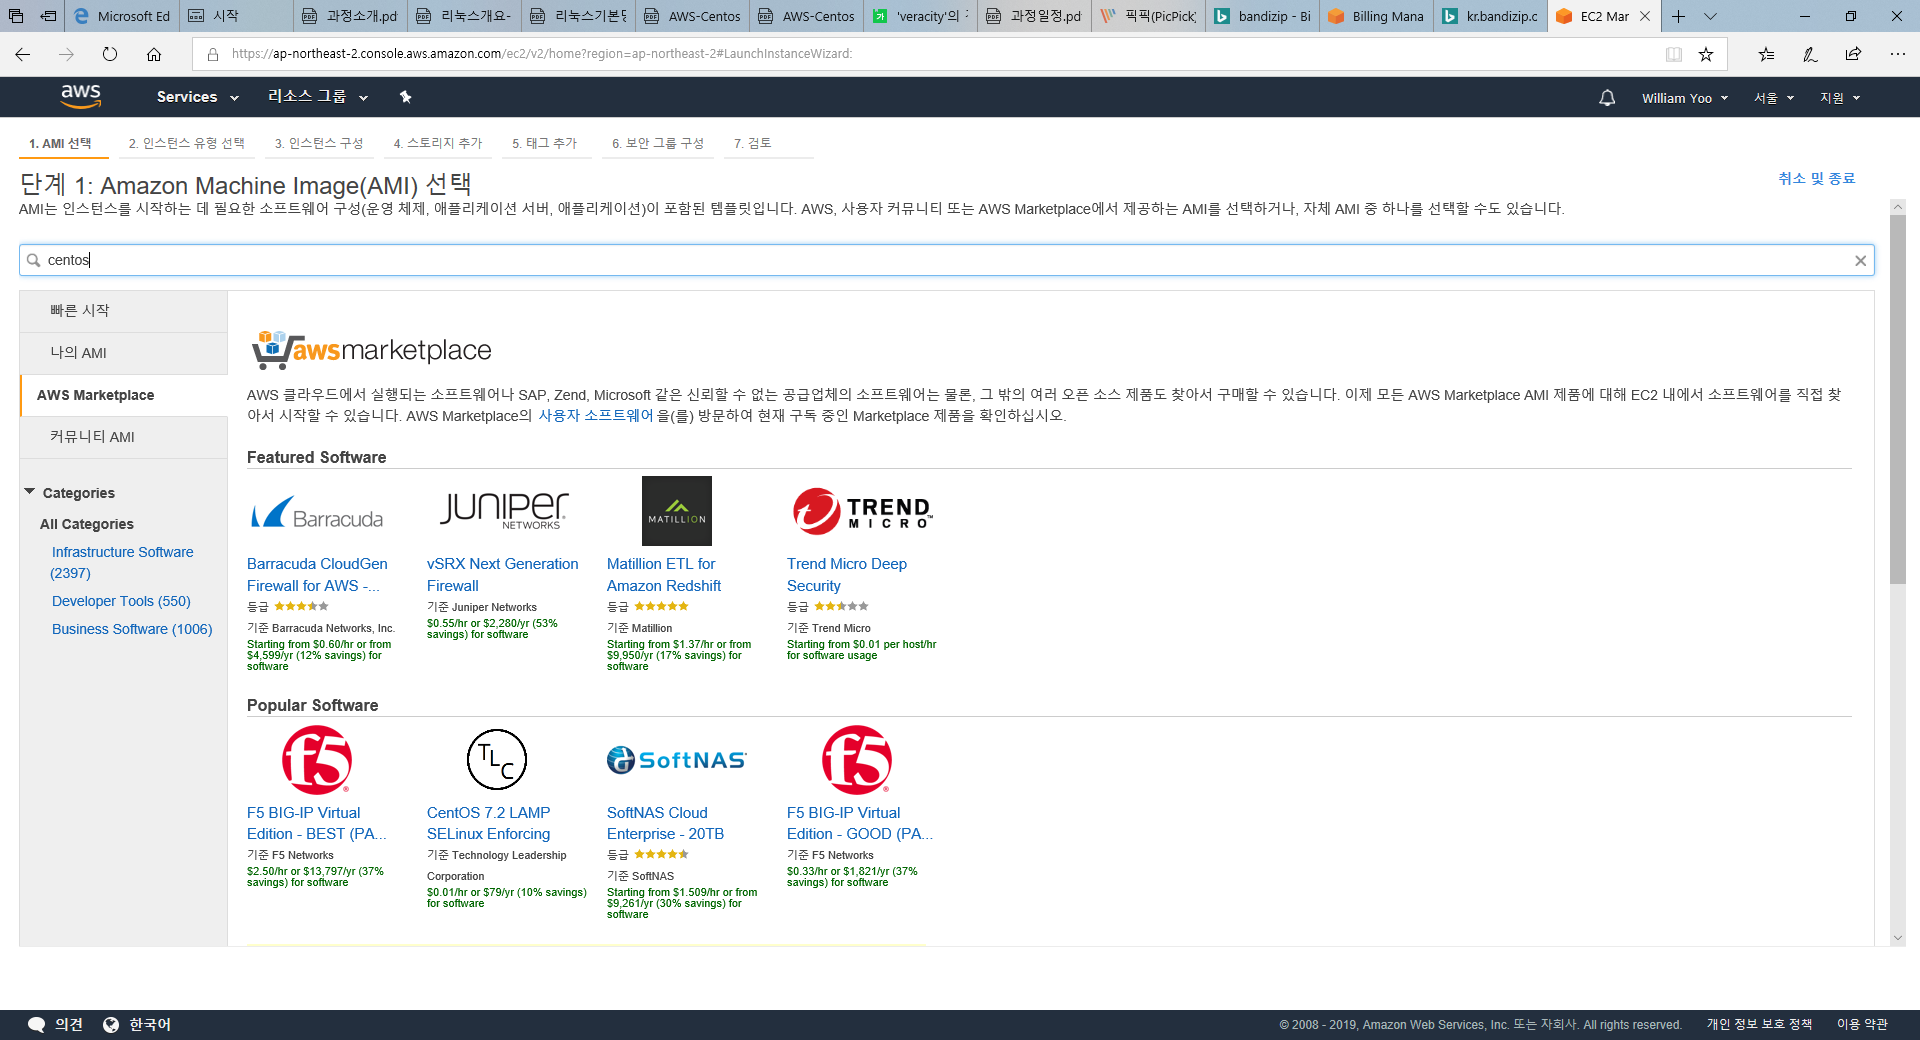 Microsoft Ed
시작
과정소개.pd
리눅스개요-
리눅스기본명
AWS-Centos
AWS-Centos
'veracity'의
과정일정.pd
픽픽(PicPick)
bandizip - Bi
Billing Mana
kr.bandizip.c
EC2 Mar
https://ap-northeast-2.console.aws.amazon.com/ec2/v2/home?region=ap-northeast-2#LaunchInstanceWizard:
aws
Services
리소스 그룹
William Yoo
서울
지원
1. AMI 선택
2. 인스턴스 유형 선택
3. 인스턴스 구성
4. 스토리지 추가
5. 태그 추가
6. 보안 그룹 구성
7. 검토
단계 1: Amazon Machine Image(AMI) 선택
취소 및 종료
AMI는 인스턴스를 시작하는 데 필요한 소프트웨어 구성(운영 체제, 애플리케이션 서버, 애플리케이션)이 포함된 템플릿입니다. AWS, 사용자 커뮤니티 또는 AWS Marketplace에서 제공하는 AMI를 선택하거나, 자체 AMI 중 하나를 선택할 수도 있습니다.
centos
빠른 시작
나의 AMI
AWS Marketplace
커뮤니티 AMI
Categories
All Categories
Infrastructure Software
(2397)
Developer Tools (550)
Business Software (1006)
awsmarketplace
AWS 클라우드에서 실행되는 소프트웨어나 SAP, Zend, Microsoft 같은 신뢰할 수 없는 공급업체의 소프트웨어는 물론, 그 밖의 여러 오픈 소스 제품도 찾아서 구매할 수 있습니다. 이제 모든 AWS Marketplace AMI 제품에 대해 EC2 내에서 소프트웨어를 직접 찾
아서 시작할 수 있습니다. AWS Marketplace의 사용자 소프트웨어 을(를) 방문하여 현재 구독 중인 Marketplace 제품을 확인하십시오.
Featured Software
Barracuda
Barracuda CloudGen
Firewall for AWS -...
등급
기준 Barracuda Networks, Inc.
Starting from $0.60/hr or from
$4,599/yr (12% savings) for
software
JUNIPER
NETWORKS
vSRX Next Generation
Firewall
기준 Juniper Networks
$0.55/hr or $2,280/yr (53%
savings) for software
MATILLION
Matillion ETL for
Amazon Redshift
등급
기준 Matillion
Starting from $1.37/hr or from
$9,950/yr (17% savings) for
software
TREND
MICRO
Trend Micro Deep
Security
등급
기준 Trend Micro
Starting from $0.01 per host/hr
for software usage
Popular Software
f5
F5 BIG-IP Virtual
Edition - BEST (PA...
기준 F5 Networks
$2.50/hr or $13,797/yr (37%
savings) for software
TLC
CentOS 7.2 LAMP
SELinux Enforcing
기준 Technology Leadership
Corporation
$0.01/hr or $79/yr (10% savings)
for software
SoftNAS
SoftNAS Cloud
Enterprise - 20TB
등급
기준 SoftNAS
Starting from $1.509/hr or from
$9,261/yr (30% savings) for
software
f5
F5 BIG-IP Virtual
Edition - GOOD (PA...
기준 F5 Networks
$0.33/hr or $1,821/yr (37%
savings) for software
의견
한국어
© 2008 - 2019, Amazon Web Services, Inc. 또는 자회사. All rights reserved.
개인 정보 보호 정책
이용 약관